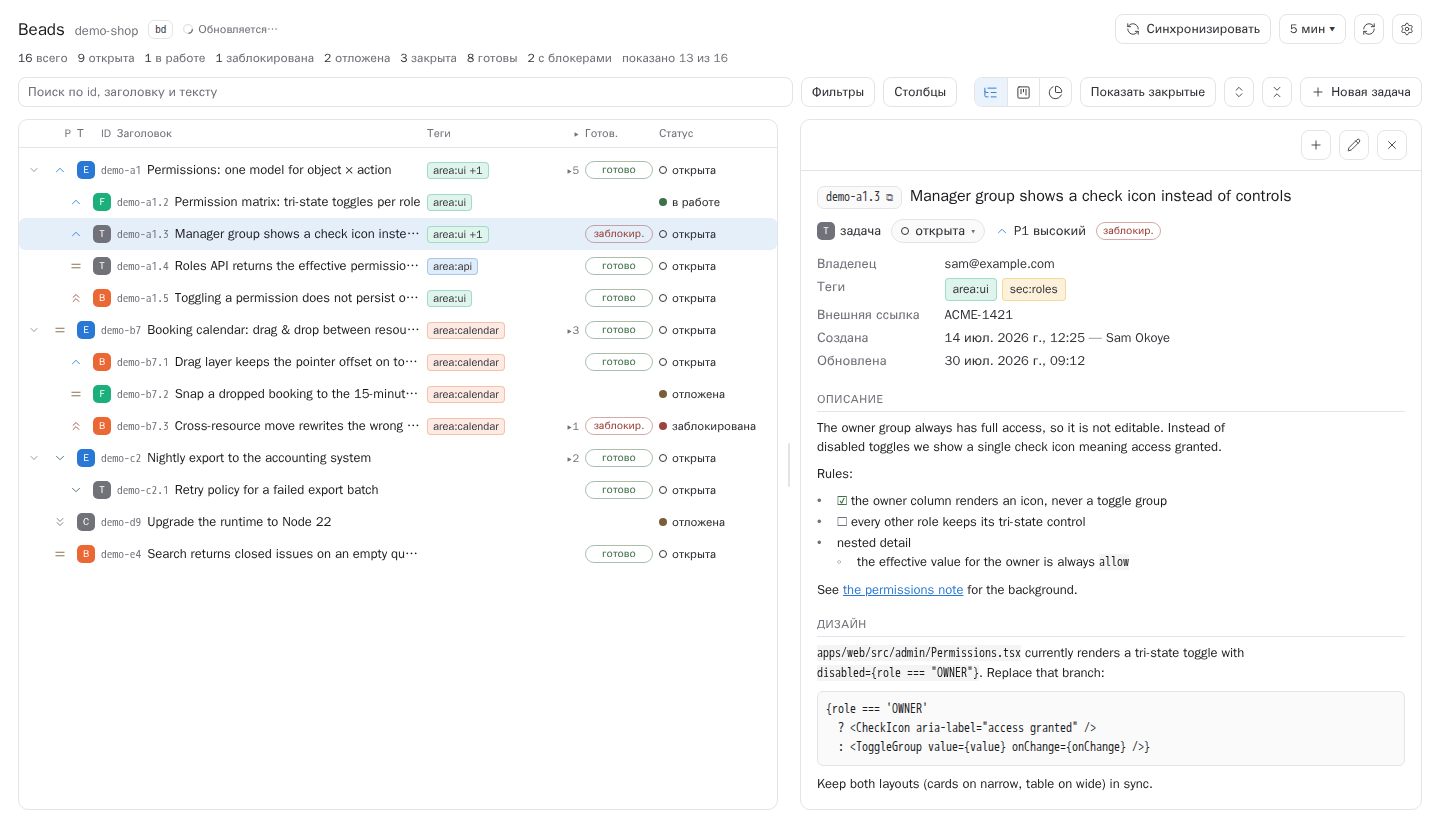 Beads demo-shop bd Обновляется…
Синхронизировать 5 мин ▾
16 всего 9 открыта 1 в работе 1 заблокирована 2 отложена 3 закрыта 8 готовы 2 с блокерами показано 13 из 16
Поиск по id, заголовку и тексту
Фильтры Столбцы Показать закрытые Новая задача
P T ID Заголовок Теги ▸ Готов. Статус
E demo-a1 Permissions: one model for object × action area:ui +1 ▸5 готово открыта
F demo-a1.2 Permission matrix: tri-state toggles per role area:ui в работе
T demo-a1.3 Manager group shows a check icon inste… area:ui +1 заблокир. открыта
T demo-a1.4 Roles API returns the effective permissio… area:api готово открыта
B demo-a1.5 Toggling a permission does not persist o… area:ui готово открыта
E demo-b7 Booking calendar: drag & drop between resou… area:calendar ▸3 готово открыта
B demo-b7.1 Drag layer keeps the pointer offset on to… area:calendar готово открыта
F demo-b7.2 Snap a dropped booking to the 15-minut… area:calendar отложена
B demo-b7.3 Cross-resource move rewrites the wrong … area:calendar ▸1 заблокир. заблокирована
E demo-c2 Nightly export to the accounting system ▸2 готово открыта
T demo-c2.1 Retry policy for a failed export batch готово открыта
C demo-d9 Upgrade the runtime to Node 22 отложена
B demo-e4 Search returns closed issues on an empty qu… готово открыта
demo-a1.3 ⧉ Manager group shows a check icon instead of controls
T задача открыта ▾ P1 высокий заблокир.
Владелец sam@example.com
Теги area:ui sec:roles
Внешняя ссылка ACME-1421
Создана 14 июл. 2026 г., 12:25 — Sam Okoye
Обновлена 30 июл. 2026 г., 09:12
ОПИСАНИЕ
The owner group always has full access, so it is not editable. Instead of
disabled toggles we show a single check icon meaning access granted.
Rules:
• ☑ the owner column renders an icon, never a toggle group
• ☐ every other role keeps its tri-state control
• nested detail
◦ the effective value for the owner is always allow
See the permissions note for the background.
ДИЗАЙН
apps/web/src/admin/Permissions.tsx currently renders a tri-state toggle with
disabled={role === "OWNER"}. Replace that branch:
{role === 'OWNER'
? <CheckIcon aria-label="access granted" />
: <ToggleGroup value={value} onChange={onChange} />}
Keep both layouts (cards on narrow, table on wide) in sync.